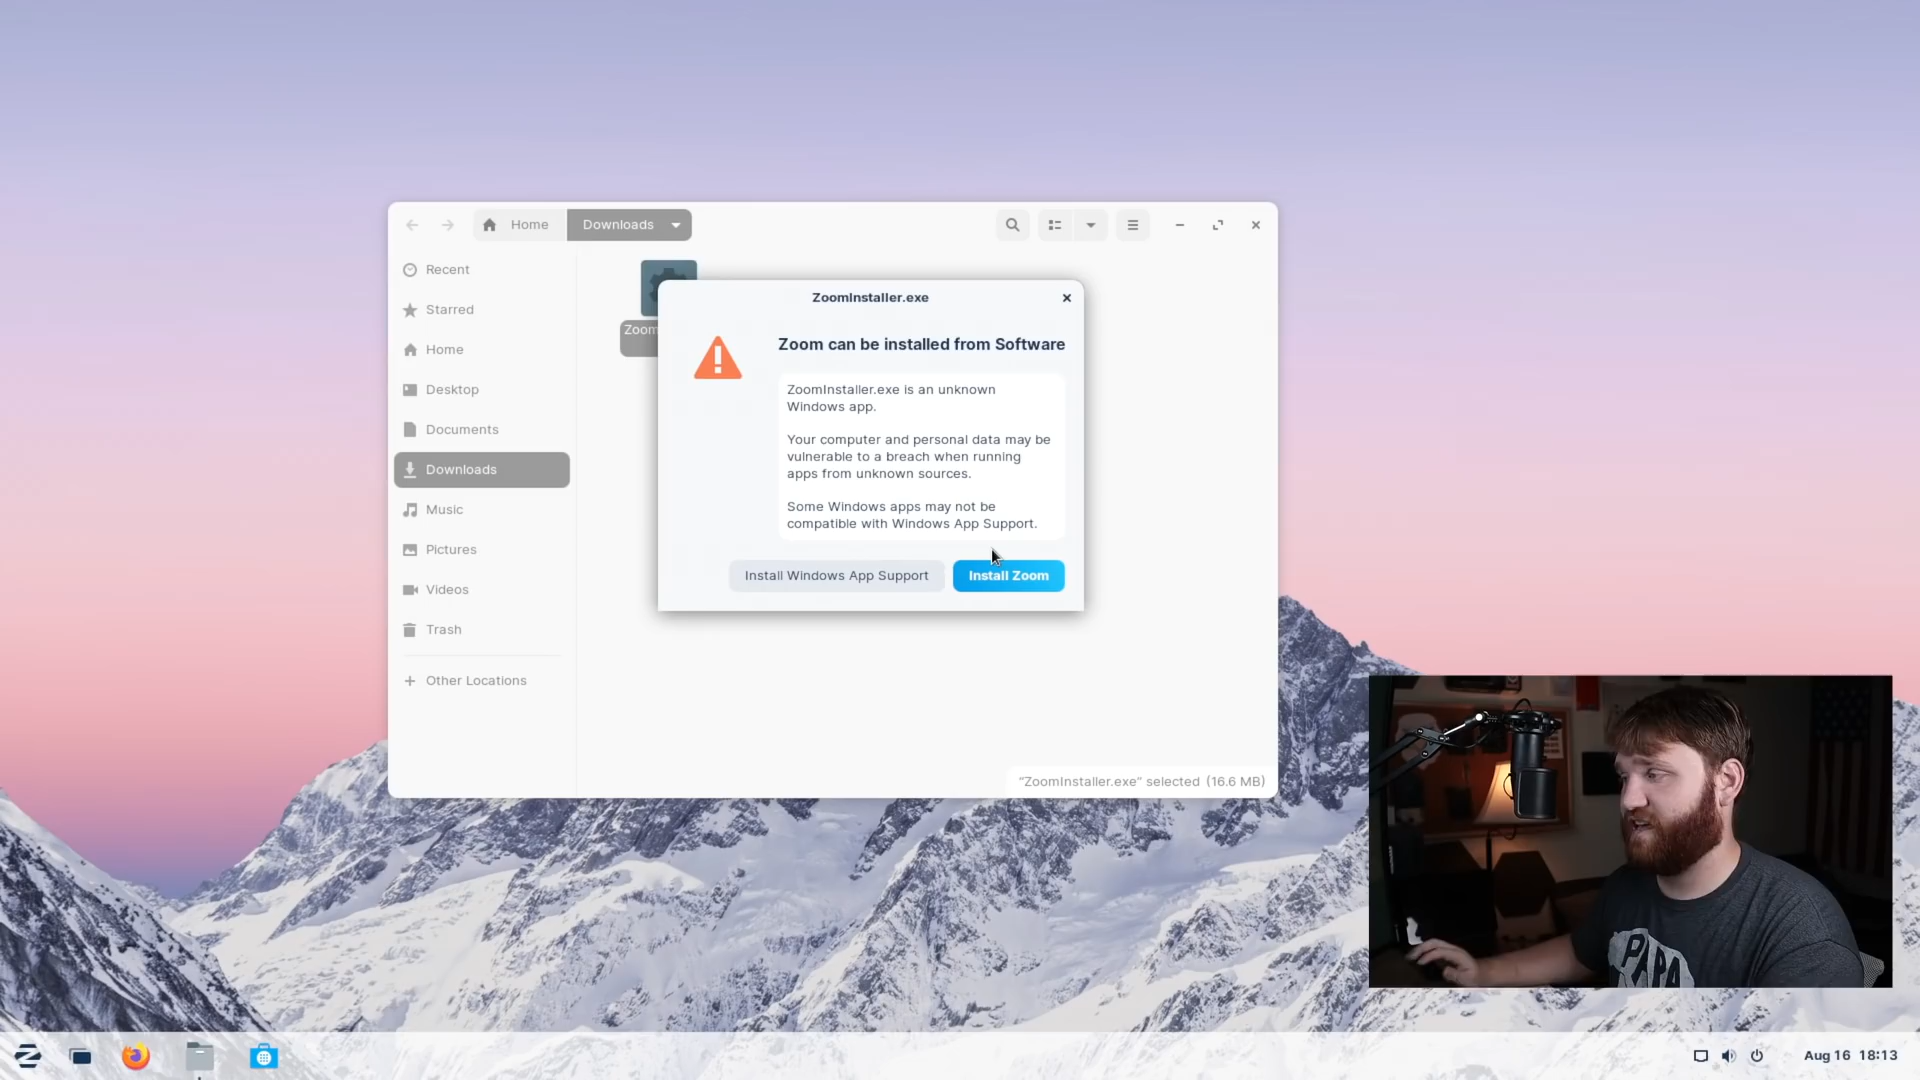 Home
Downloads
Recent
Starred
Home
Desktop
Documents
Downloads
Music
Pictures
Videos
Trash
Other Locations
Zoom
ZoomInstaller.exe
Zoom can be installed from Software
ZoomInstaller.exe is an unknown
Windows app.
Your computer and personal data may be
vulnerable to a breach when running
apps from unknown sources.
Some Windows apps may not be
compatible with Windows App Support.
Install Windows App Support
Install Zoom
"ZoomInstaller.exe" selected (16.6 MB)
PAPA
Aug 16 18:13